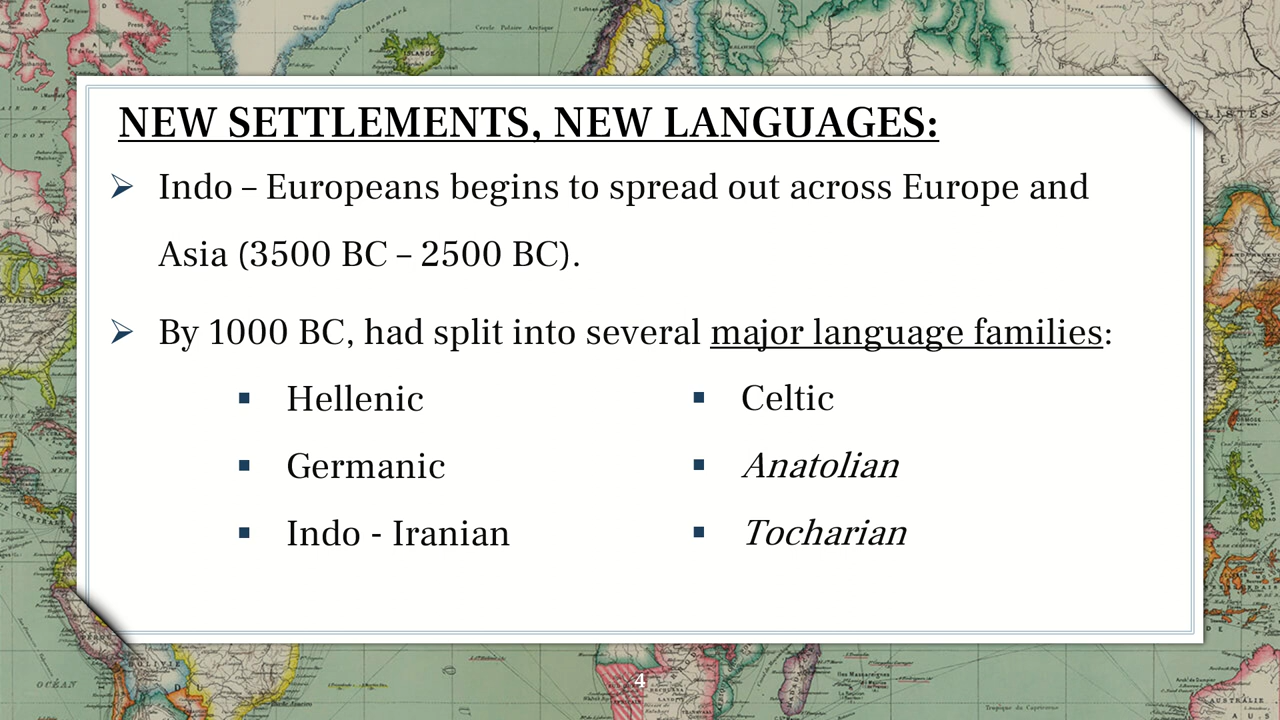 NEW SETTLEMENTS, NEW LANGUAGES:
Indo – Europeans begins to spread out across Europe and
Asia (3500 BC – 2500 BC).
By 1000 BC, had split into several major language families:
Hellenic
Germanic
Indo - Iranian
Celtic
Anatolian
Tocharian
4